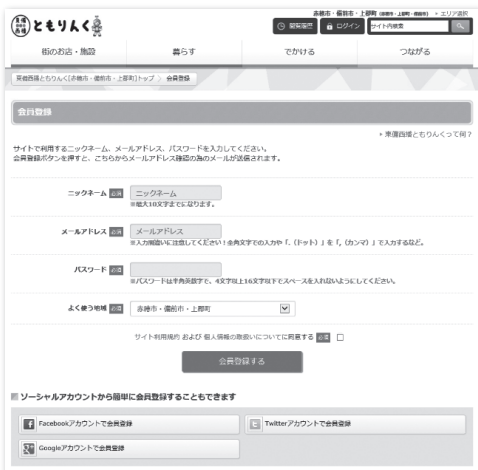 東備西播 ともりんく
赤穂市・備前市・上郡町 (赤穂市・上郡町・備前市) エリア選択
閲覧履歴 ログイン サイト内検索
街のお店・施設 暮らす でかける つながる
東備西播ともりんく[赤穂市・備前市・上郡町]トップ > 会員登録
会員登録
東備西播ともりんくって何？
サイトで利用するニックネーム、メールアドレス、パスワードを入力してください。
会員登録ボタンを押すと、こちらからメールアドレス確認の為のメールが送信されます。
ニックネーム 必須 ニックネーム
※最大10文字までになります。
メールアドレス 必須 メールアドレス
※入力間違いに注意してください！全角文字での入力や「.（ドット）」を「,（カンマ）」で入力するなど。
パスワード 必須
※パスワードは半角英数字で、4文字以上16文字以下でスペースを入れないようにしてください。
よく使う地域 必須 赤穂市・備前市・上郡町
サイト利用規約 および 個人情報の取扱いについてに同意する 必須
会員登録する
ソーシャルアカウントから簡単に会員登録することもできます
Facebookアカウントで会員登録 Twitterアカウントで会員登録
Googleアカウントで会員登録